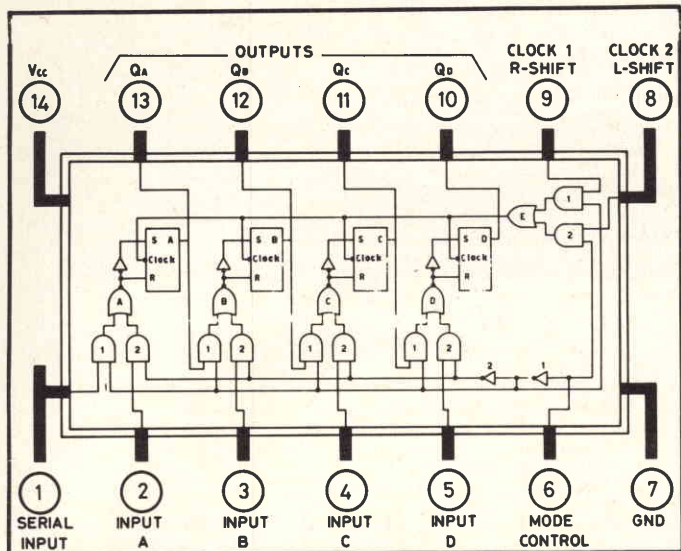 OUTPUTS
CLOCK 1 R-SHIFT
CLOCK 2 L-SHIFT
Vcc QA QB QC QD
14 13 12 11 10 9 8
1
E
2
S A
Clock
R
S B
Clock
R
S C
Clock
R
S D
Clock
R
A B C D
1 2 1 2 1 2 1 2
2 1
1 2 3 4 5 6 7
SERIAL INPUT
INPUT A
INPUT B
INPUT C
INPUT D
MODE CONTROL
GND